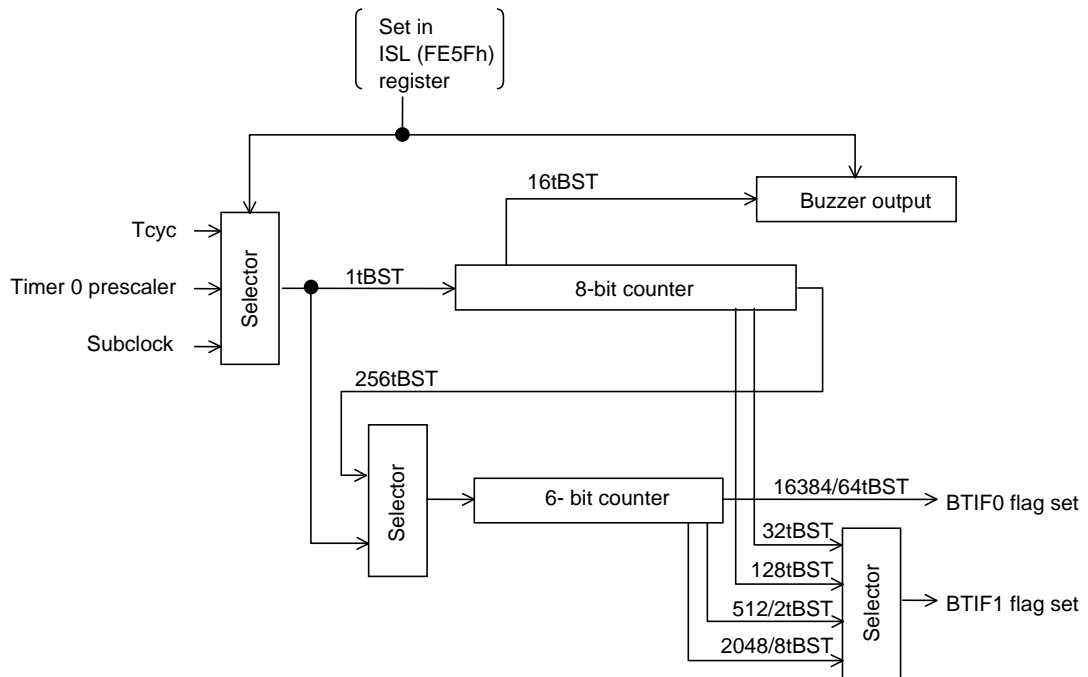 Set in
ISL (FE5Fh)
register
16tBST
Buzzer output
Tcyc
Timer 0 prescaler
Subclock
Selector
1tBST
8-bit counter
256tBST
Selector
6- bit counter
16384/64tBST
BTIF0 flag set
32tBST
128tBST
512/2tBST
2048/8tBST
Selector
BTIF1 flag set